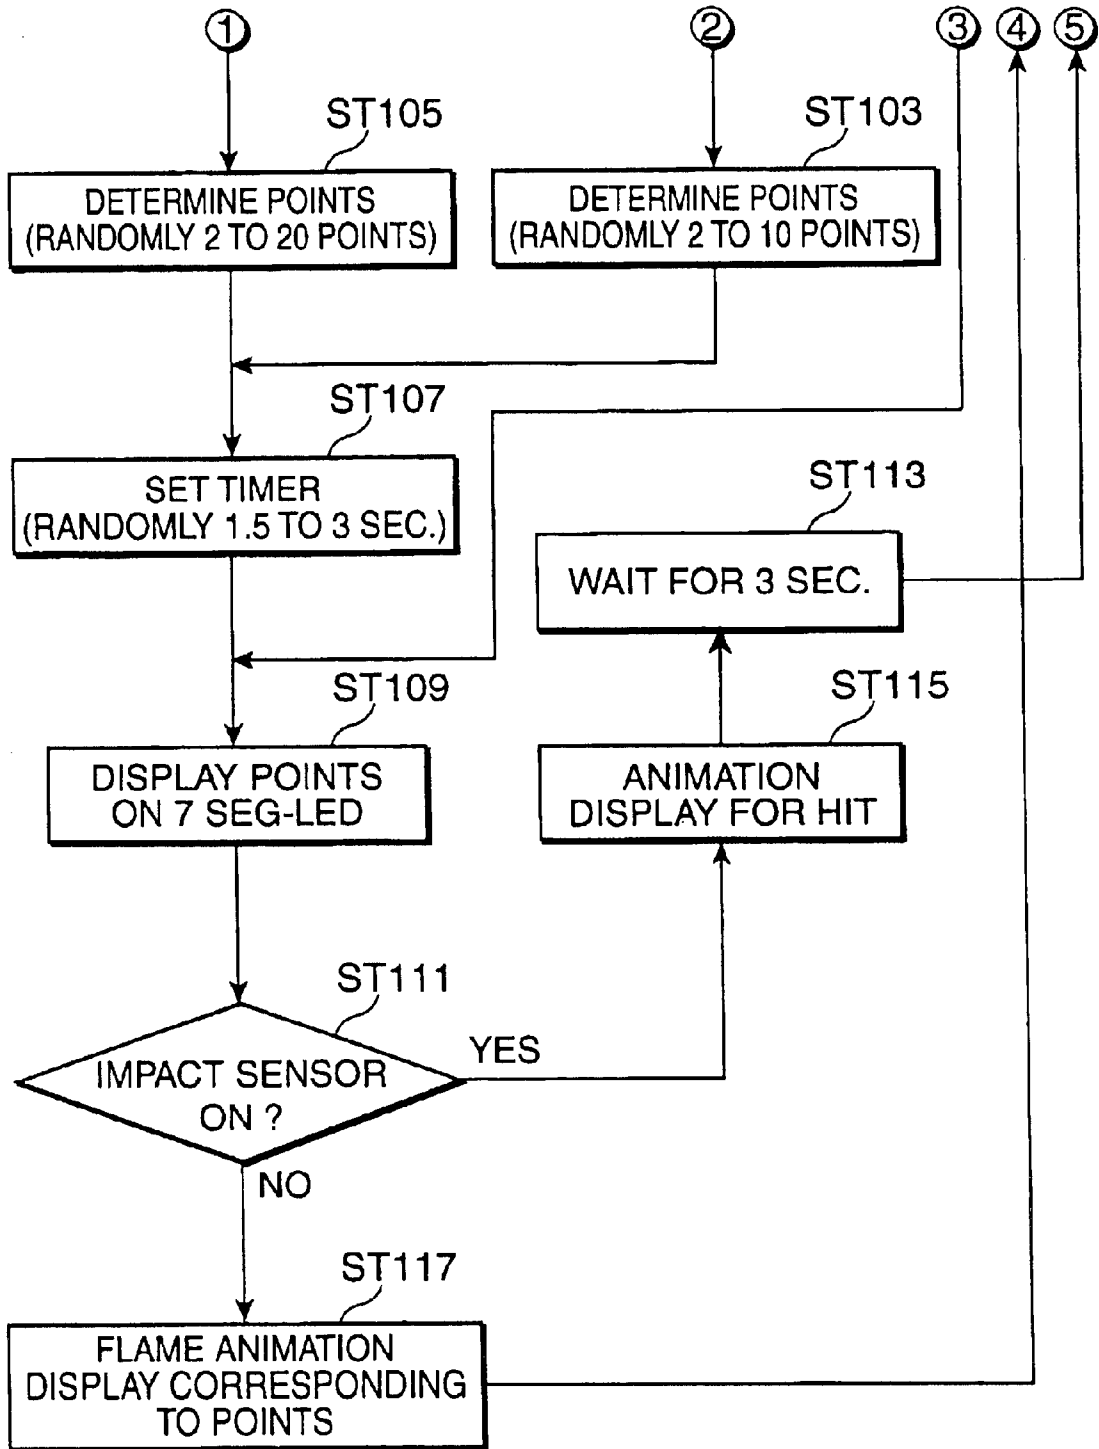 1
2
3
4
5
ST105
ST103
DETERMINE POINTS
(RANDOMLY 2 TO 20 POINTS)
DETERMINE POINTS
(RANDOMLY 2 TO 10 POINTS)
ST107
SET TIMER
(RANDOMLY 1.5 TO 3 SEC.)
ST113
WAIT FOR 3 SEC.
ST109
DISPLAY POINTS
ON 7 SEG-LED
ST115
ANIMATION
DISPLAY FOR HIT
ST111
IMPACT SENSOR
ON ?
YES
NO
ST117
FLAME ANIMATION
DISPLAY CORRESPONDING
TO POINTS